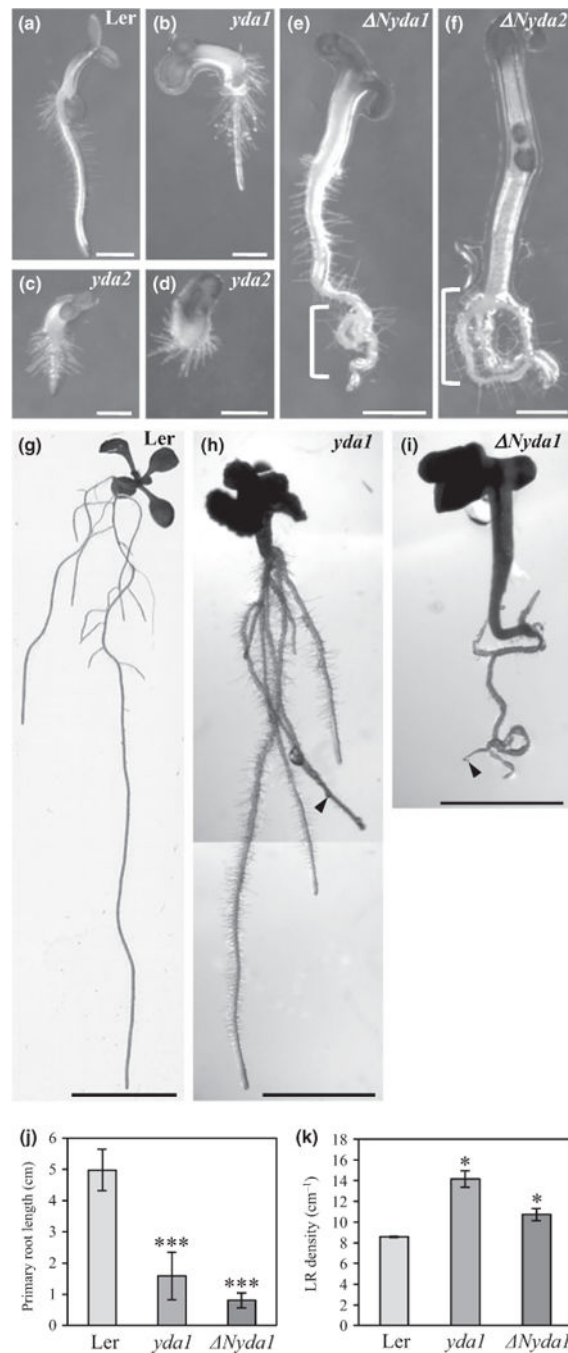 (a) Ler
(b) yda1
(e) ΔNyda1
(f) ΔNyda2
(c) yda2
(d) yda2
(g) Ler
(h) yda1
(i) ΔNyda1
(j)
Primary root length (cm)
6
5
4
3
2
1
0
***
***
Ler yda1 ΔNyda1
(k)
LR density (cm⁻¹)
18
16
14
12
10
8
6
4
2
0
*
*
Ler yda1 ΔNyda1